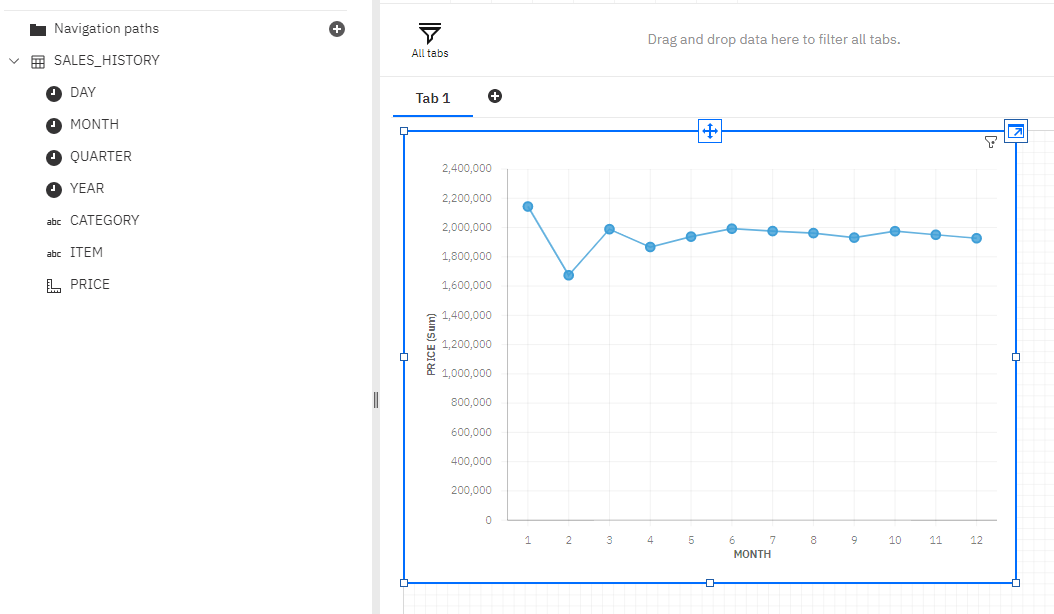 Navigation paths
SALES_HISTORY
DAY
MONTH
QUARTER
YEAR
abc CATEGORY
abc ITEM
PRICE
All tabs
Drag and drop data here to filter all tabs.
Tab 1
PRICE (Sum)
2,400,000
2,200,000
2,000,000
1,800,000
1,600,000
1,400,000
1,200,000
1,000,000
800,000
600,000
400,000
200,000
0
1 2 3 4 5 6 7 8 9 10 11 12
MONTH